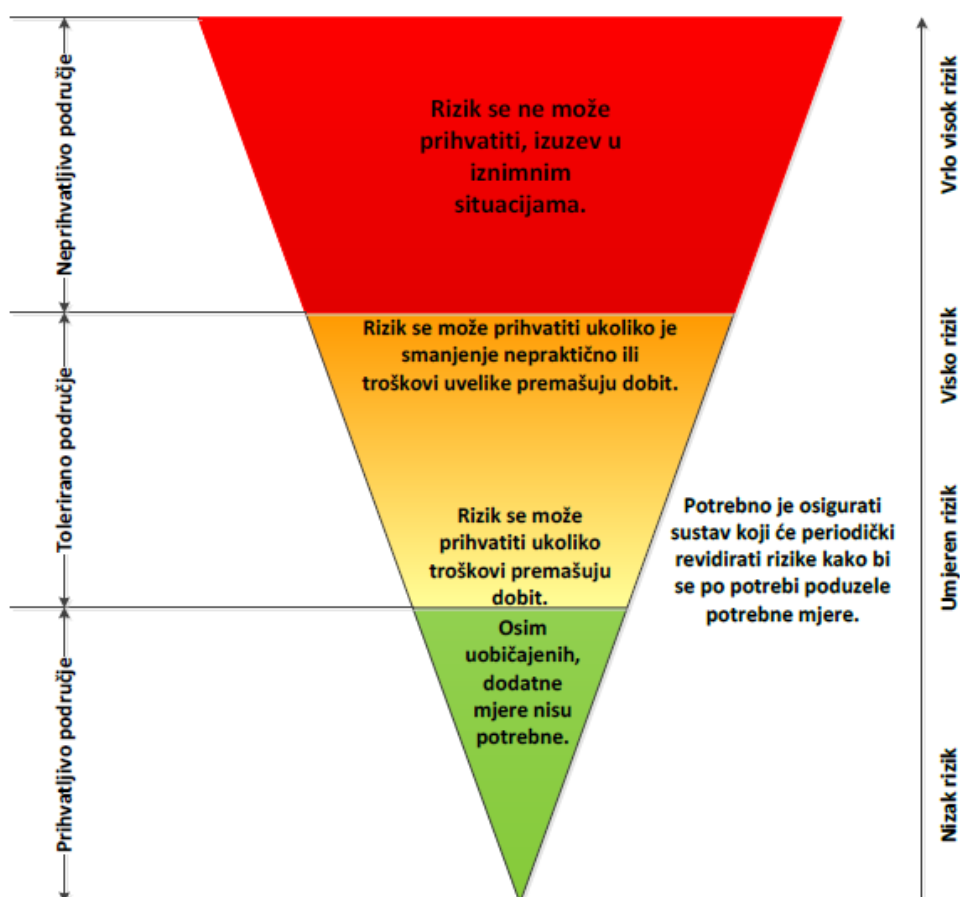 Neprihvatljivo područje
Rizik se ne može
prihvatiti, izuzev u
iznimnim
situacijama.
Vrlo visok rizik
Tolerirano područje
Rizik se može prihvatiti ukoliko je
smanjenje nepraktično ili
troškovi uvelike premašuju dobit.
Visko rizik
Rizik se može
prihvatiti ukoliko
troškovi premašuju
dobit.
Potrebno je osigurati
sustav koji će periodički
revidirati rizike kako bi
se po potrebi poduzele
potrebne mjere.
Umjeren rizik
Prihvatljivo područje
Osim
uobičajenih,
dodatne
mjere nisu
potrebne.
Nizak rizik